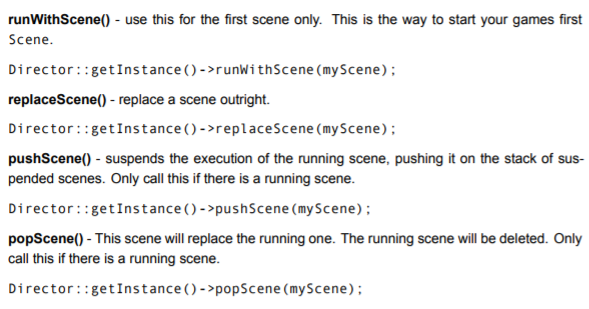 runWithScene() - use this for the first scene only. This is the way to start your games first
Scene.
Director::getInstance()->runWithScene(myScene);
replaceScene() - replace a scene outright.
Director::getInstance()->replaceScene(myScene);
pushScene() - suspends the execution of the running scene, pushing it on the stack of sus-
pended scenes. Only call this if there is a running scene.
Director::getInstance()->pushScene(myScene);
popScene() - This scene will replace the running one. The running scene will be deleted. Only
call this if there is a running scene.
Director::getInstance()->popScene(myScene);